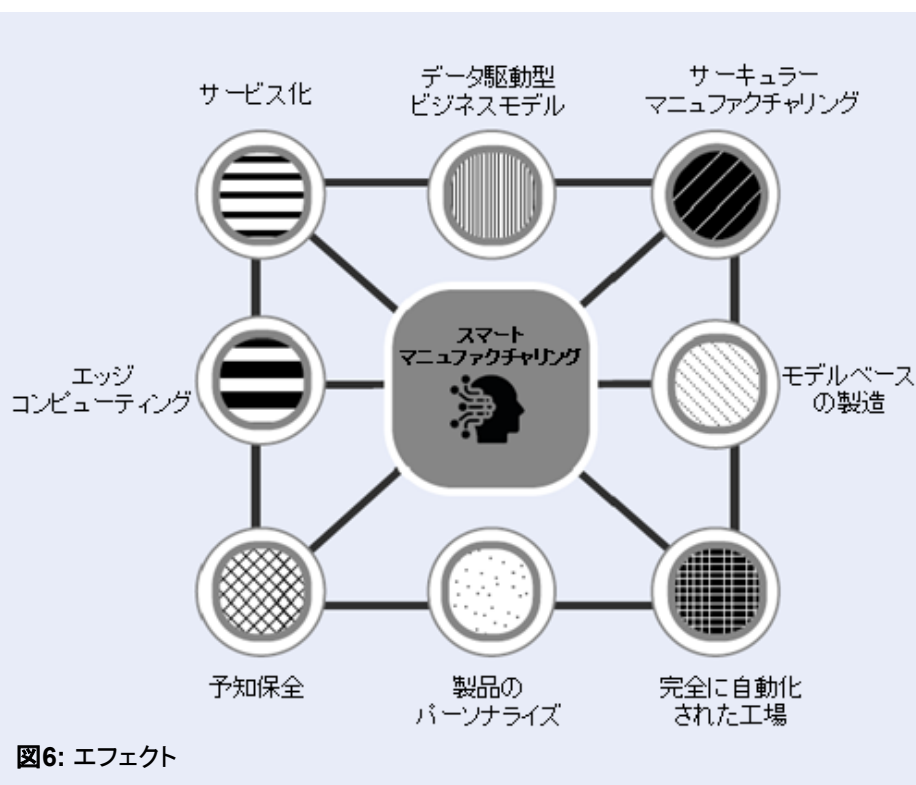 サービス化
データ駆動型
ビジネスモデル
サーキュラー
マニュファクチャリング
スマート
マニュファクチャリング
エッジ
コンピューティング
モデルベース
の製造
予知保全
製品の
パーソナライズ
完全に自動化
された工場
図6: エフェクト